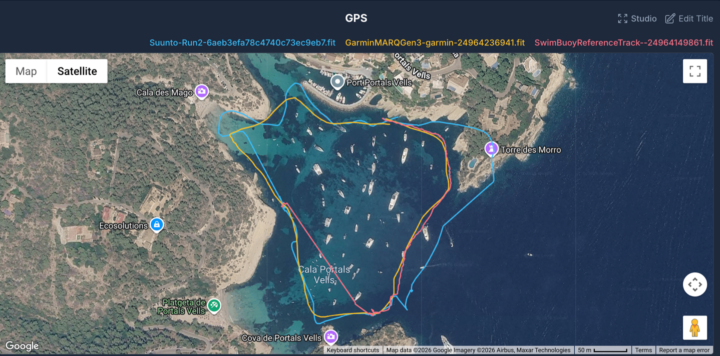 GPS
Studio
Edit Title
Suunto-Run2-6aeb3efa78c4740c73ec9eb7.fit GarminMARQGen3-garmin-24964236941.fit SwimBuoyReferenceTrack--24964149861.fit
Map Satellite
Portals Vells
Port Portals Vells
Cala des Mago
Torre des Morro
Ecosolutions
Cala Portals
Vells
Platgeta de
Portals Vells
Cova de Portals Vells
Google
Keyboard shortcuts Map data ©2026 Google Imagery ©2026 Airbus, Maxar Technologies 50 m Terms Report a map error